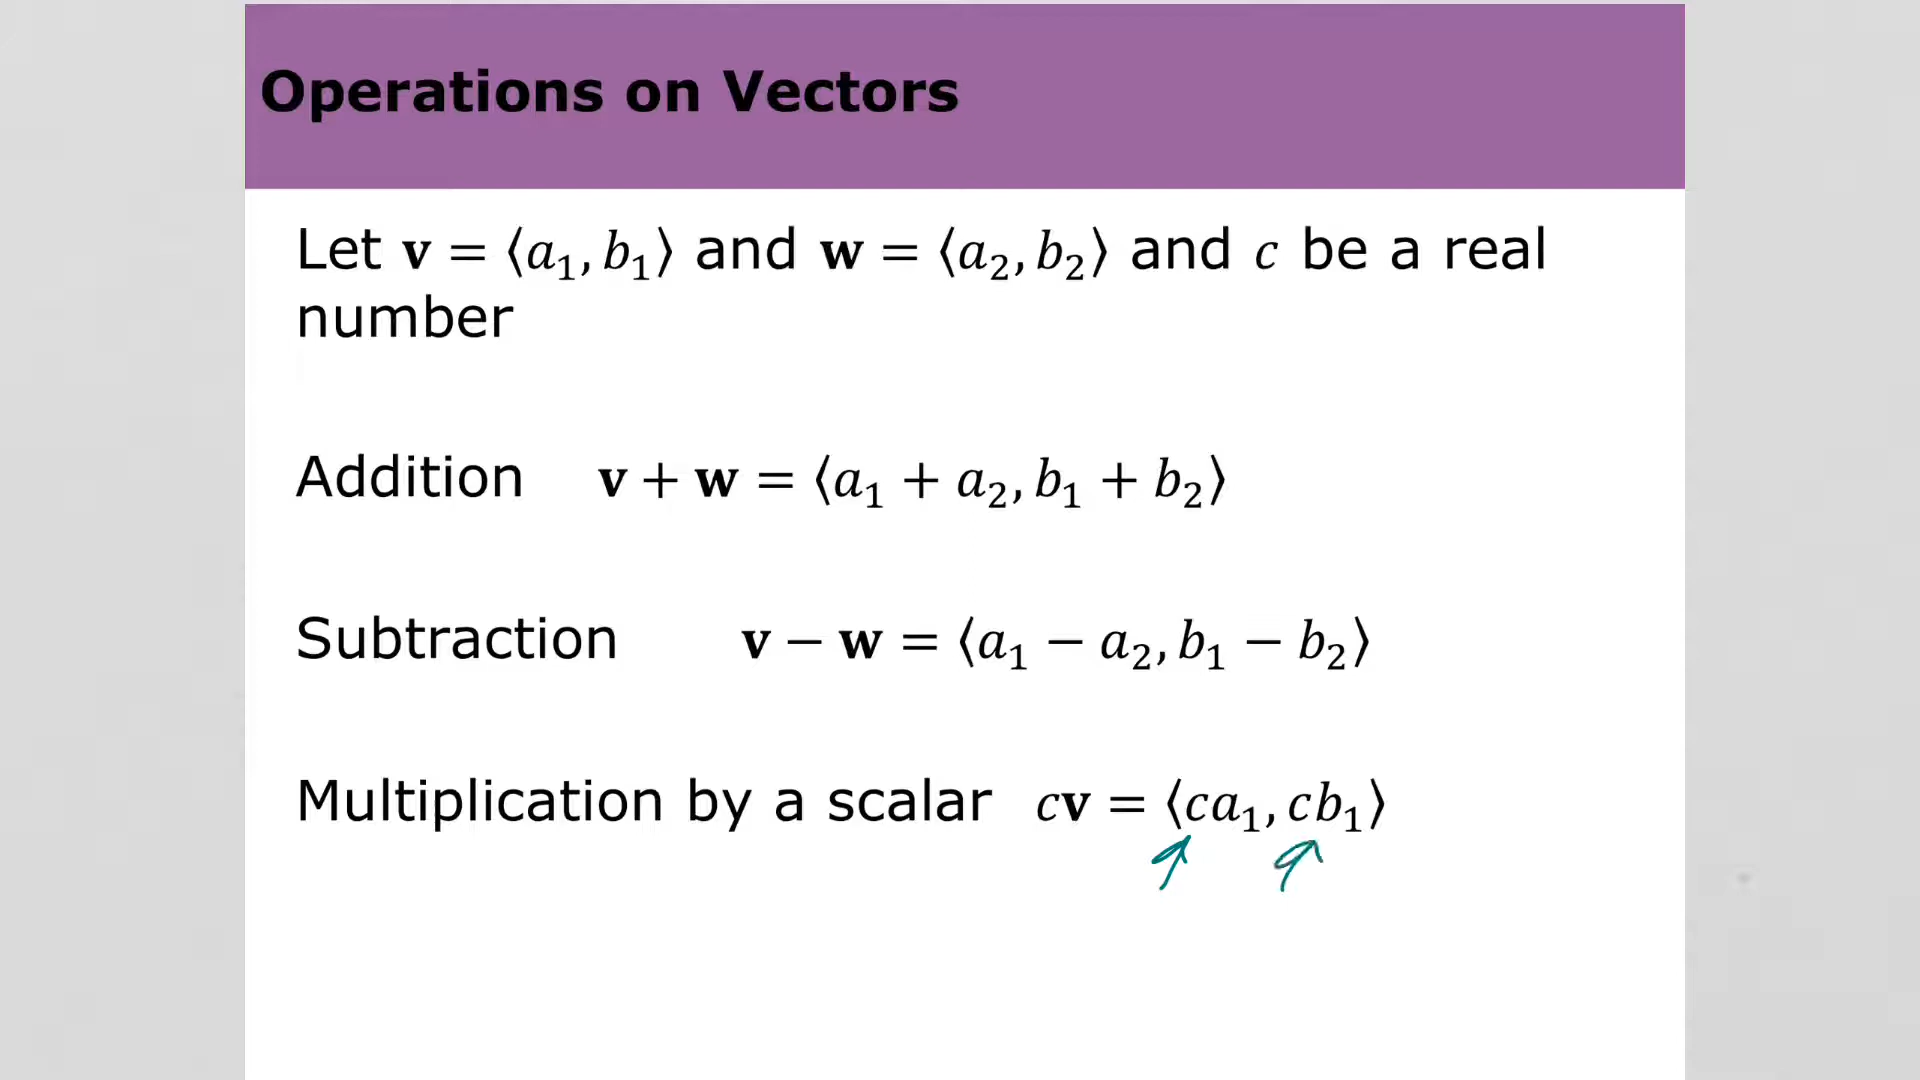 Operations on Vectors
Let v = ⟨a₁, b₁⟩ and w = ⟨a₂, b₂⟩ and c be a real
number
Addition v + w = ⟨a₁ + a₂, b₁ + b₂⟩
Subtraction v − w = ⟨a₁ − a₂, b₁ − b₂⟩
Multiplication by a scalar cv = ⟨ca₁, cb₁⟩